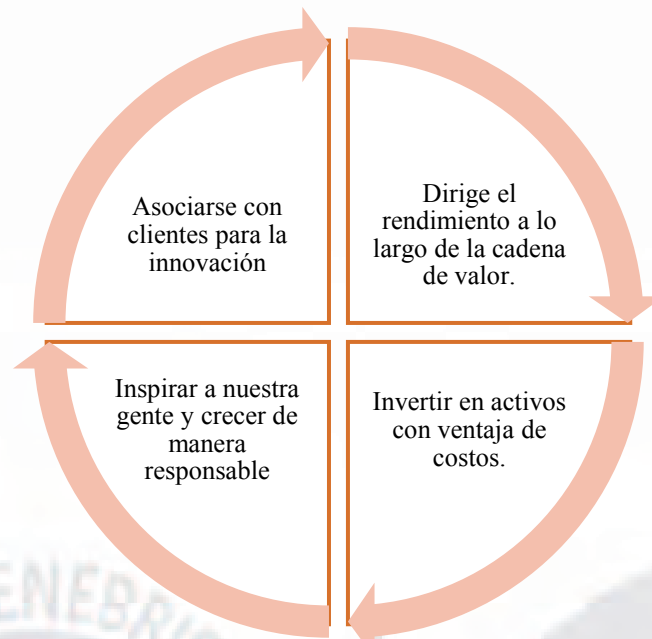 Asociarse con
clientes para la
innovación
Dirige el
rendimiento a lo
largo de la cadena
de valor.
Inspirar a nuestra
gente y crecer de
manera
responsable
Invertir en activos
con ventaja de
costos.